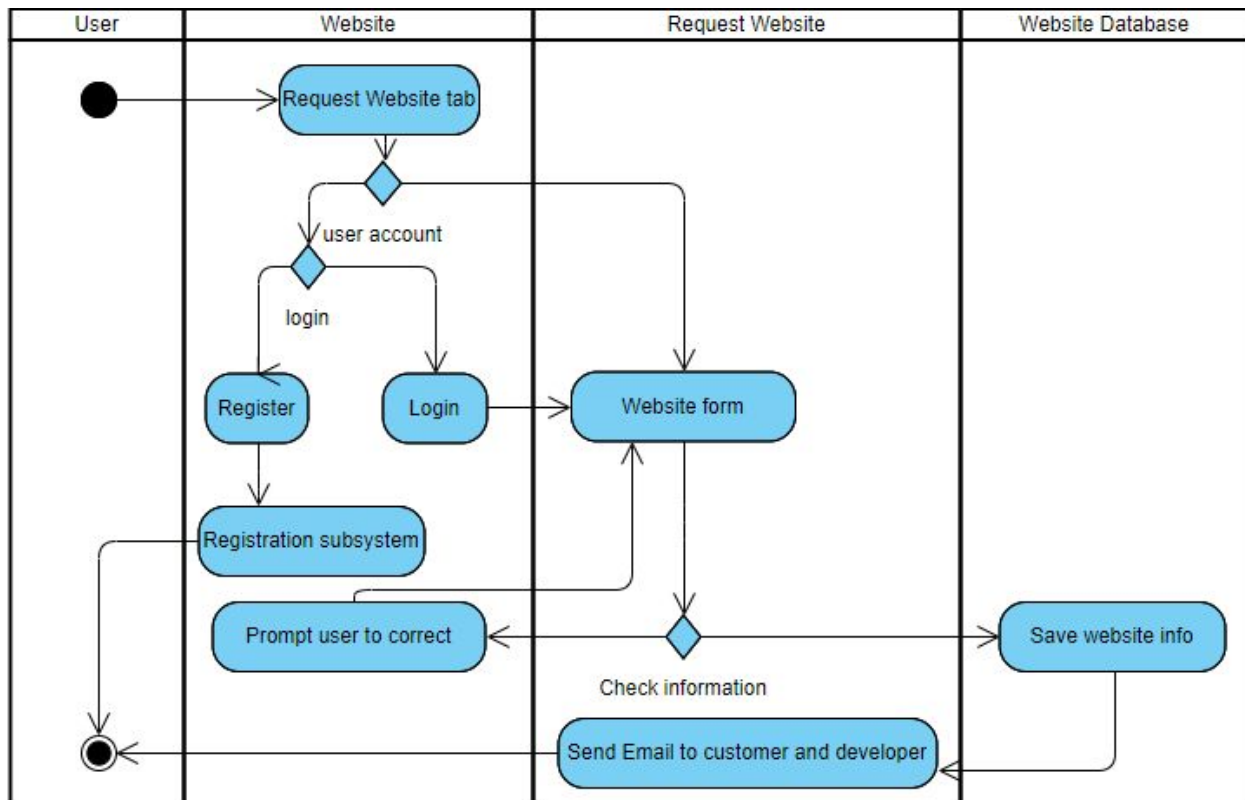 User
Website
Request Website
Website Database
Request Website tab
user account
login
Register
Login
Website form
Registration subsystem
Prompt user to correct
Save website info
Check information
Send Email to customer and developer